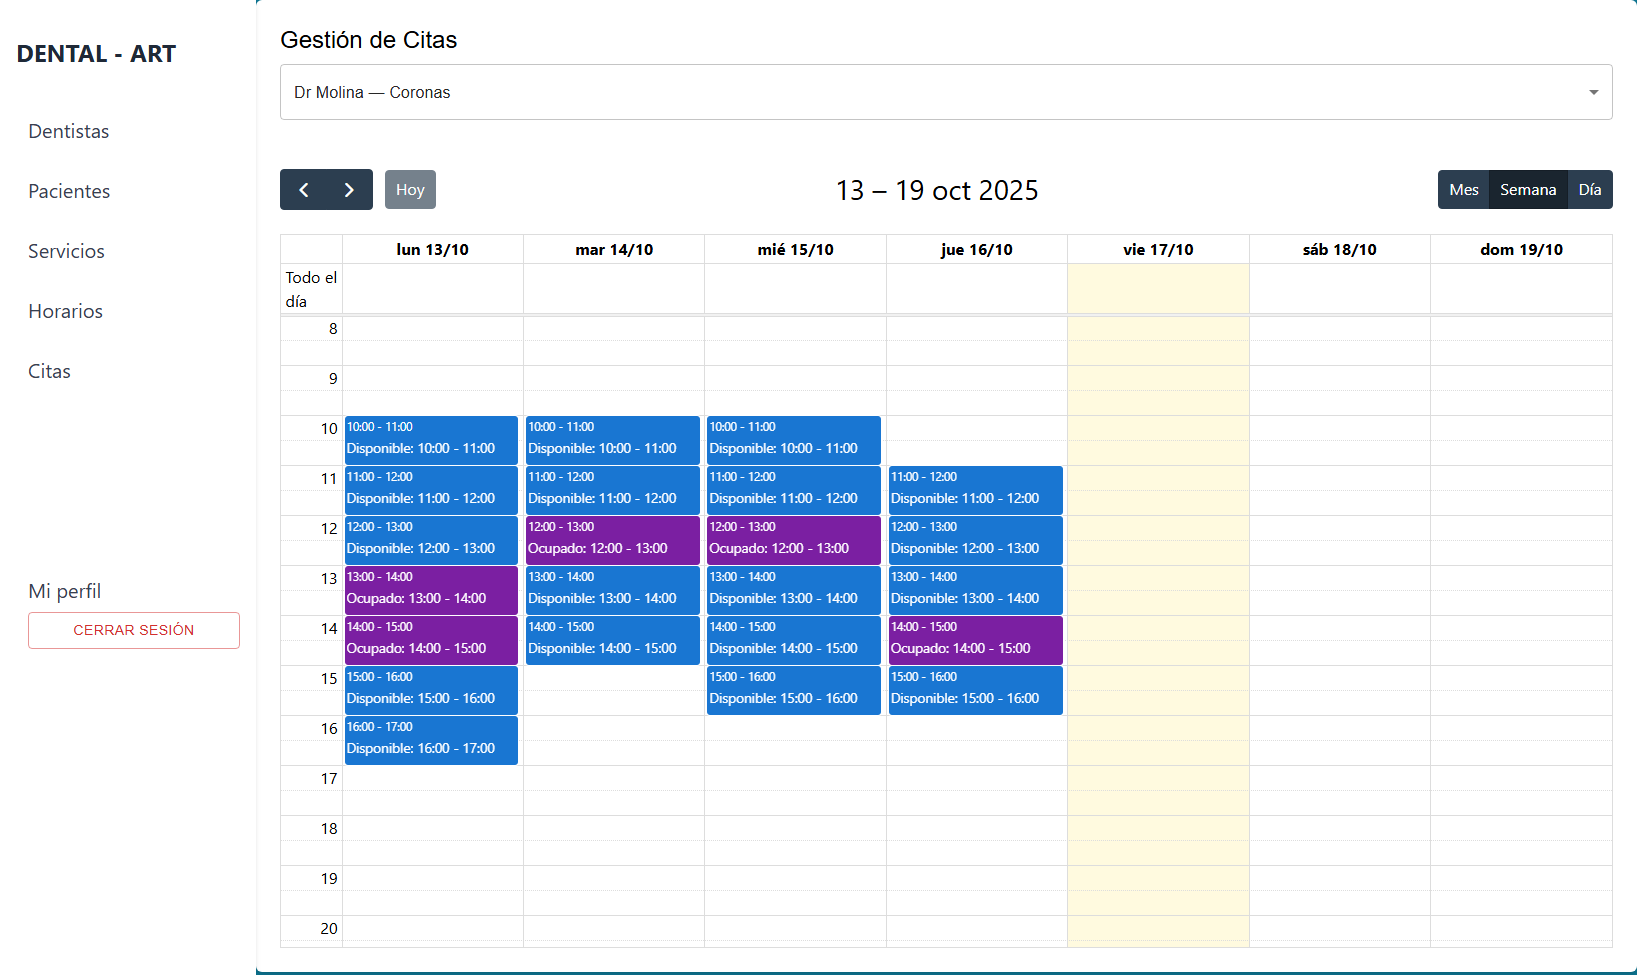 DENTAL - ART
Dentistas
Pacientes
Servicios
Horarios
Citas
Mi perfil
CERRAR SESIÓN
Gestión de Citas
Dr Molina — Coronas
Hoy
13 – 19 oct 2025
Mes Semana Día
lun 13/10 mar 14/10 mié 15/10 jue 16/10 vie 17/10 sáb 18/10 dom 19/10
Todo el
día
8
9
10
10:00 - 11:00 10:00 - 11:00 10:00 - 11:00
Disponible: 10:00 - 11:00 Disponible: 10:00 - 11:00 Disponible: 10:00 - 11:00
11
11:00 - 12:00 11:00 - 12:00 11:00 - 12:00 11:00 - 12:00
Disponible: 11:00 - 12:00 Disponible: 11:00 - 12:00 Disponible: 11:00 - 12:00 Disponible: 11:00 - 12:00
12
12:00 - 13:00 12:00 - 13:00 12:00 - 13:00 12:00 - 13:00
Disponible: 12:00 - 13:00 Ocupado: 12:00 - 13:00 Ocupado: 12:00 - 13:00 Disponible: 12:00 - 13:00
13
13:00 - 14:00 13:00 - 14:00 13:00 - 14:00 13:00 - 14:00
Ocupado: 13:00 - 14:00 Disponible: 13:00 - 14:00 Disponible: 13:00 - 14:00 Disponible: 13:00 - 14:00
14
14:00 - 15:00 14:00 - 15:00 14:00 - 15:00 14:00 - 15:00
Ocupado: 14:00 - 15:00 Disponible: 14:00 - 15:00 Disponible: 14:00 - 15:00 Ocupado: 14:00 - 15:00
15
15:00 - 16:00 15:00 - 16:00 15:00 - 16:00
Disponible: 15:00 - 16:00 Disponible: 15:00 - 16:00 Disponible: 15:00 - 16:00
16
16:00 - 17:00
Disponible: 16:00 - 17:00
17
18
19
20